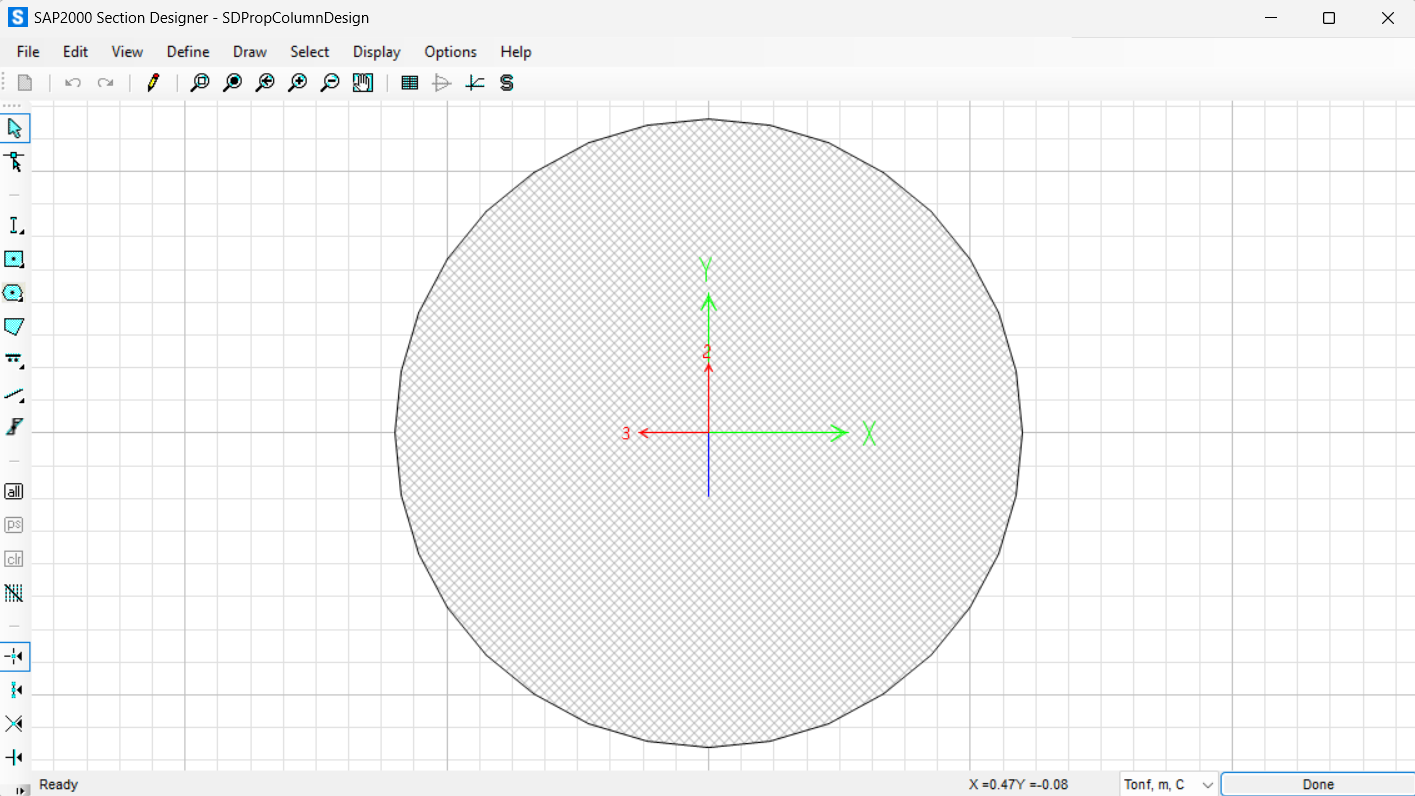 S SAP2000 Section Designer - SDPropColumnDesign
File Edit View Define Draw Select Display Options Help
S
Y
2
3
X
all
ps
clr
Ready X =0.47Y =-0.08 Tonf, m, C Done